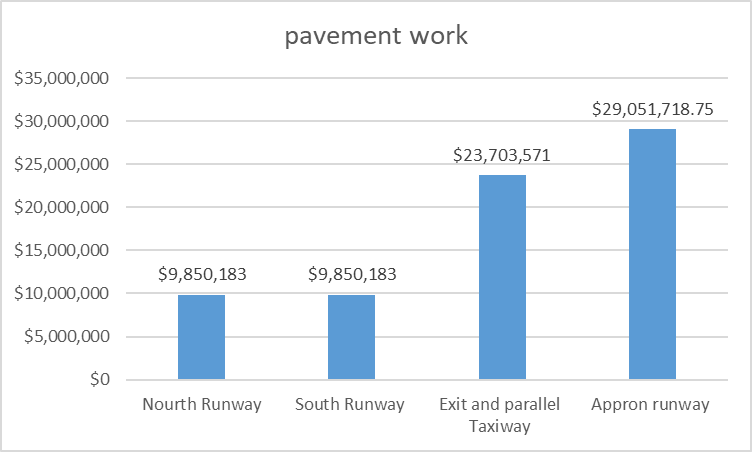 pavement work
$35,000,000
$30,000,000
$25,000,000
$20,000,000
$15,000,000
$10,000,000
$5,000,000
$0
$9,850,183
$9,850,183
$23,703,571
$29,051,718.75
Nourth Runway
South Runway
Exit and parallel
Taxiway
Appron runway